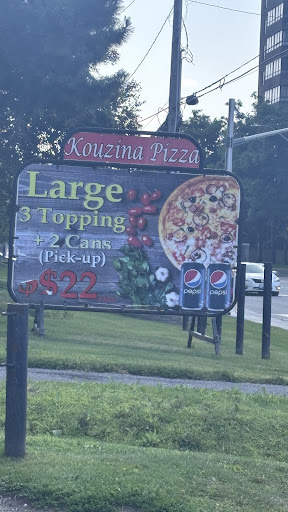 Kouzina Pizza
Large
3 Topping
+ 2 Cans
(Pick-up)
$22
pepsi pepsi